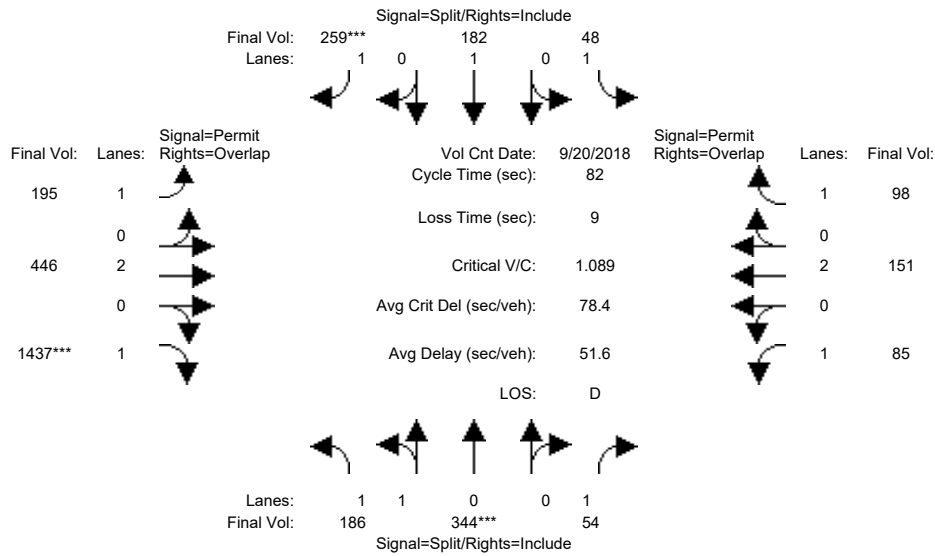 Signal=Split/Rights=Include
Final Vol: 259*** 182 48
Lanes: 1 0 1 0 1
Signal=Permit Signal=Permit
Final Vol: Lanes: Rights=Overlap Vol Cnt Date: 9/20/2018 Rights=Overlap Lanes: Final Vol:
Cycle Time (sec): 82
195 1 1 98
Loss Time (sec): 9
0 0
446 2 Critical V/C: 1.089 2 151
0 Avg Crit Del (sec/veh): 78.4 0
1437*** 1 Avg Delay (sec/veh): 51.6 1 85
LOS: D
Lanes: 1 1 0 0 1
Final Vol: 186 344*** 54
Signal=Split/Rights=Include